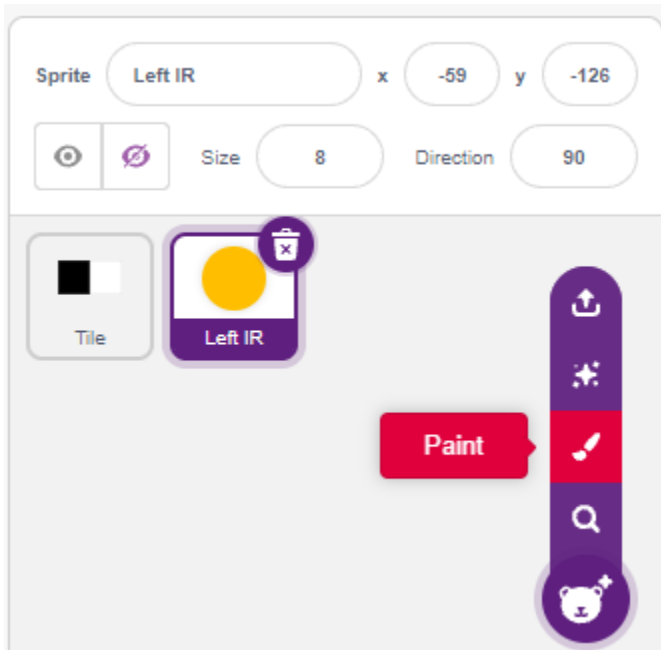 Sprite Left IR x -59 y -126
Size 8 Direction 90
Tile Left IR
Paint